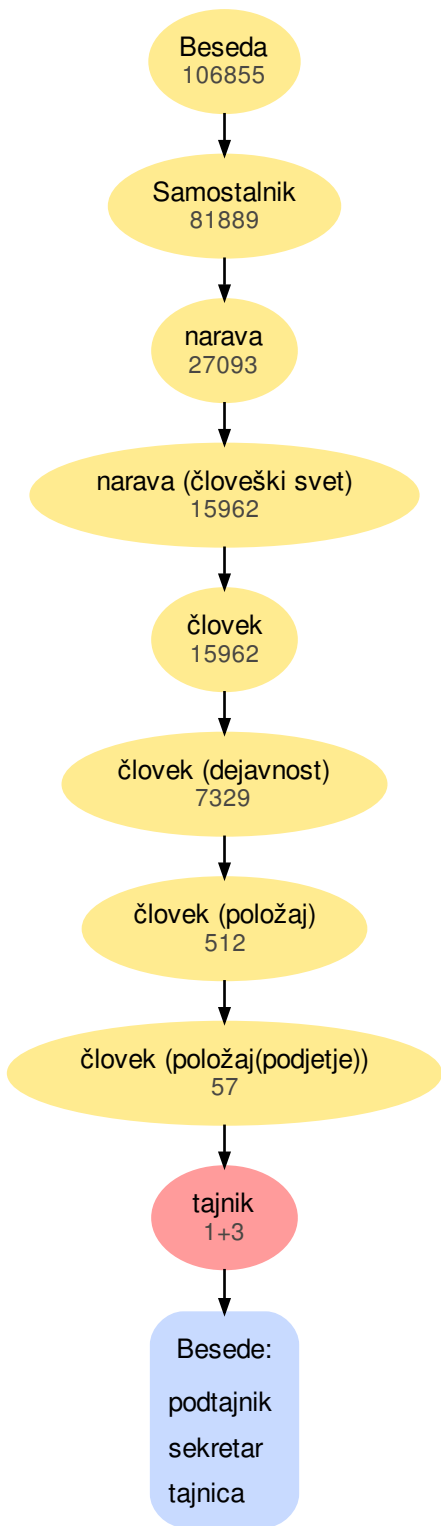 Beseda
106855
Samostalnik
81889
narava
27093
narava (človeški svet)
15962
človek
15962
človek (dejavnost)
7329
človek (položaj)
512
človek (položaj(podjetje))
57
tajnik
1+3
Besede:
podtajnik
sekretar
tajnica